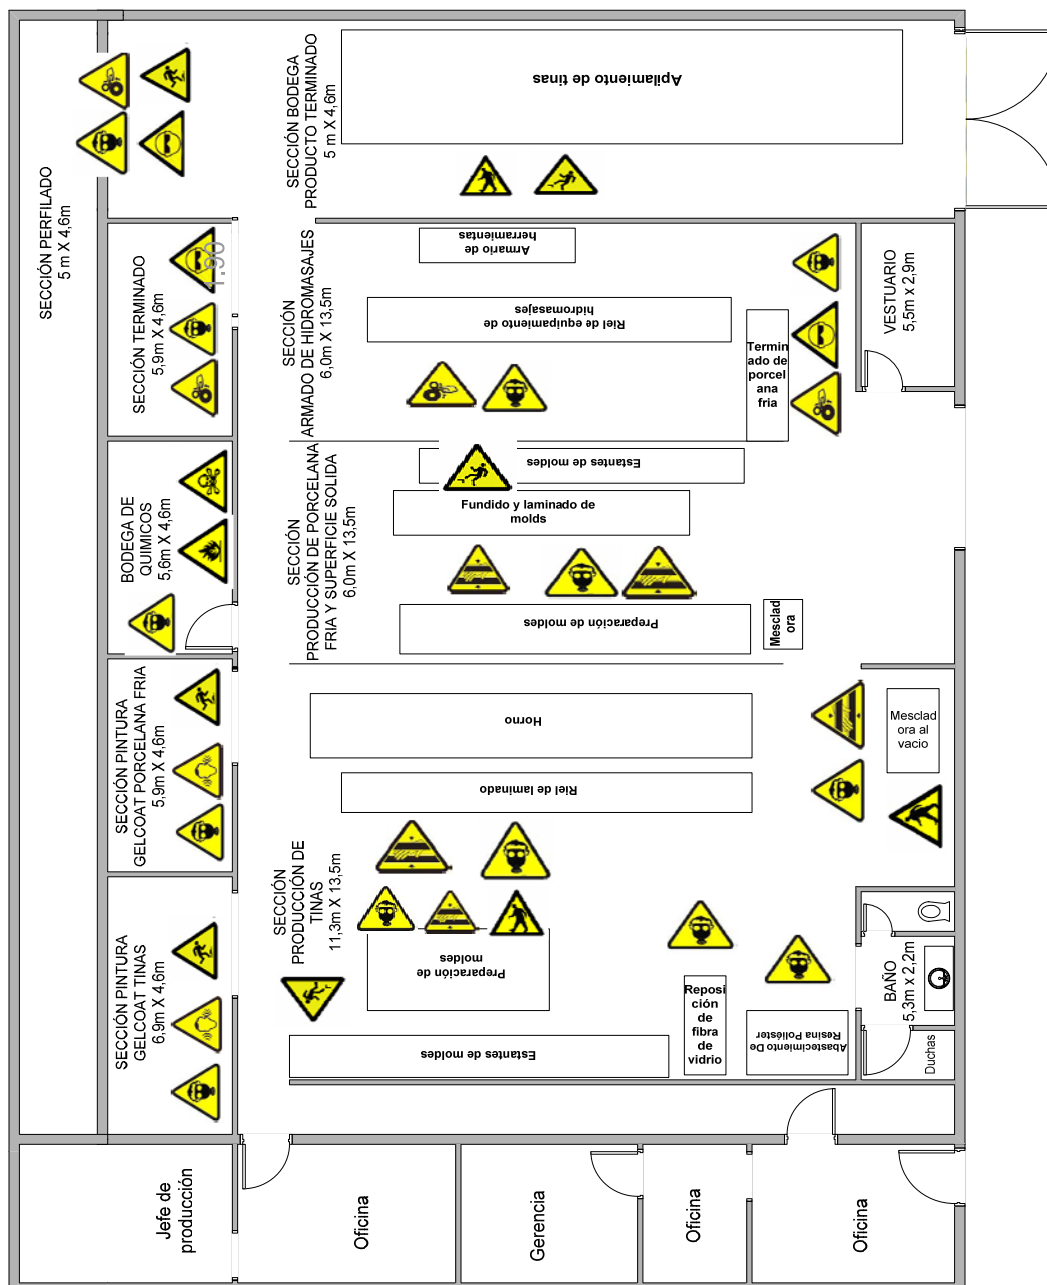 Apilamiento de tinas
SECCIÓN BODEGA
PRODUCTO TERMINADO
5 m X 4,6m
SECCIÓN PERFILADO
5 m X 4,6m
SECCIÓN TERMINADO
5,9m X 4,6m
1.90
SECCIÓN
ARMADO DE HIDROMASAJES
6,0m X 13,5m
Armario de
herramientas
Riel de equipamiento de
hidromasajes
Termin
ado de
porcel
ana
fria
VESTUARIO
5,5m x 2,9m
BODEGA DE
QUIMICOS
5,6m X 4,6m
SECCIÓN
PRODUCCIÓN DE PORCELANA
FRIA Y SUPERFICIE SOLIDA
6,0m X 13,5m
Estantes de moldes
Fundido y laminado de
molds
Preparación de moldes
Mesclad
ora
SECCIÓN PINTURA
GELCOAT PORCELANA FRIA
5,9m X 4,6m
Horno
Riel de laminado
Mesclad
ora al
vacio
SECCIÓN PINTURA
GELCOAT TINAS
6,9m X 4,6m
SECCIÓN
PRODUCCIÓN DE
TINAS
11,3m X 13,5m
Preparación de
moldes
Estantes de moldes
Reposi
ción
de
fibra
de
vidrio
Abastecimiento De
Resina Poliéster
BAÑO
5,3m x 2,2m
Duchas
Jefe de
producción
Oficina
Gerencia
Oficina
Oficina